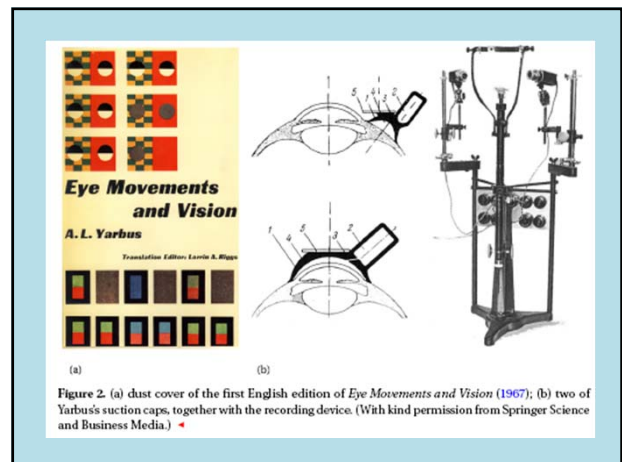 Eye Movements
and Vision
A. L. Yarbus
Translation Editor: Lorrin A. Riggs
5 1 4 3 2
1 4 5 3 2
(a) (b)
Figure 2. (a) dust cover of the first English edition of Eye Movements and Vision (1967); (b) two of
Yarbus's suction caps, together with the recording device. (With kind permission from Springer Science
and Business Media.)